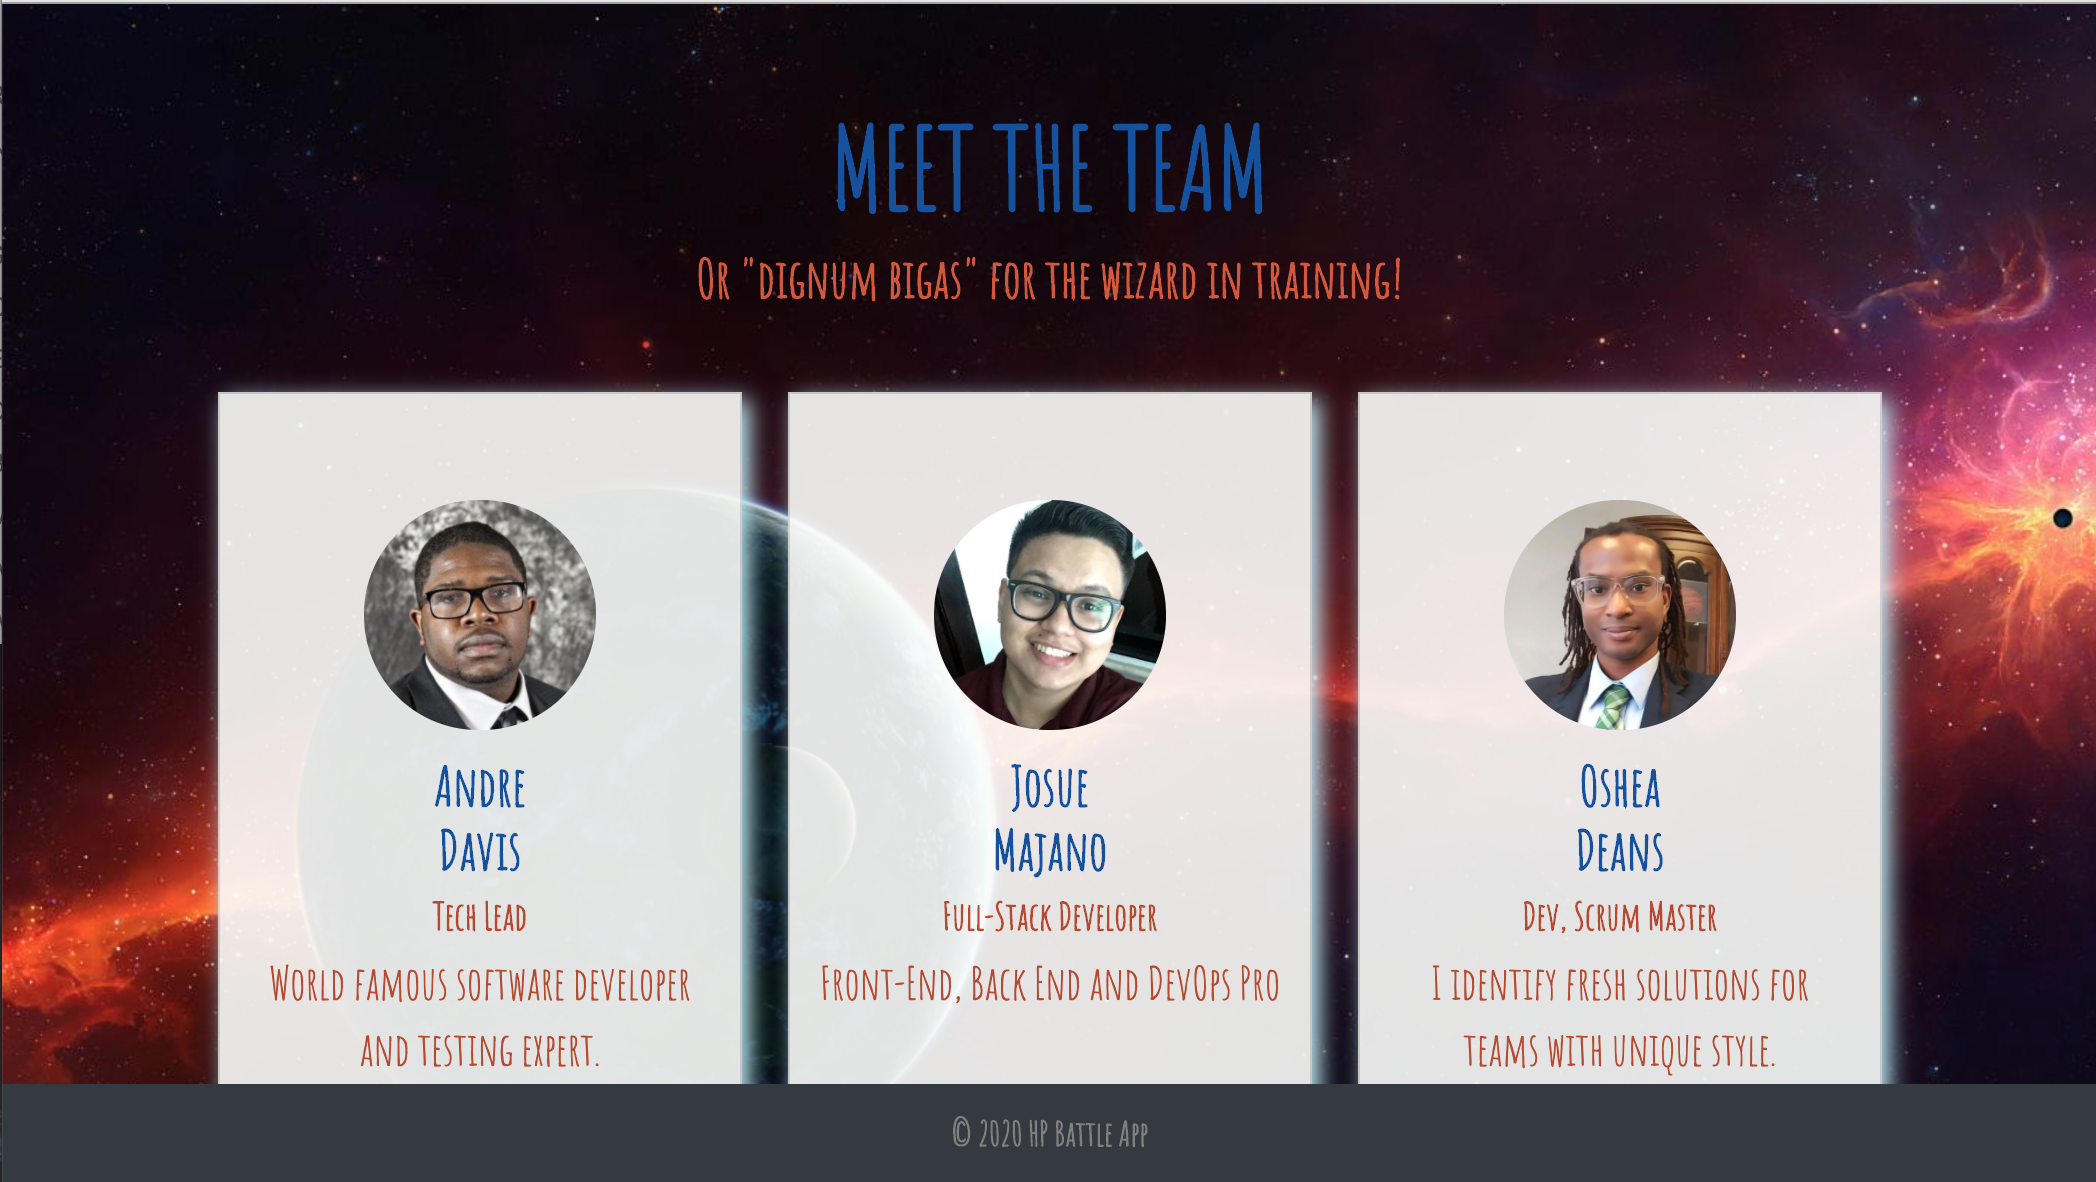 MEET THE TEAM
OR "DIGNUM BIGAS" FOR THE WIZARD IN TRAINING!
ANDRE
DAVIS
TECH LEAD
WORLD FAMOUS SOFTWARE DEVELOPER
AND TESTING EXPERT.
JOSUE
MAJANO
FULL-STACK DEVELOPER
FRONT-END, BACK END AND DEVOPS PRO
OSHEA
DEANS
DEV, SCRUM MASTER
I IDENTIFY FRESH SOLUTIONS FOR
TEAMS WITH UNIQUE STYLE.
© 2020 HP BATTLE APP